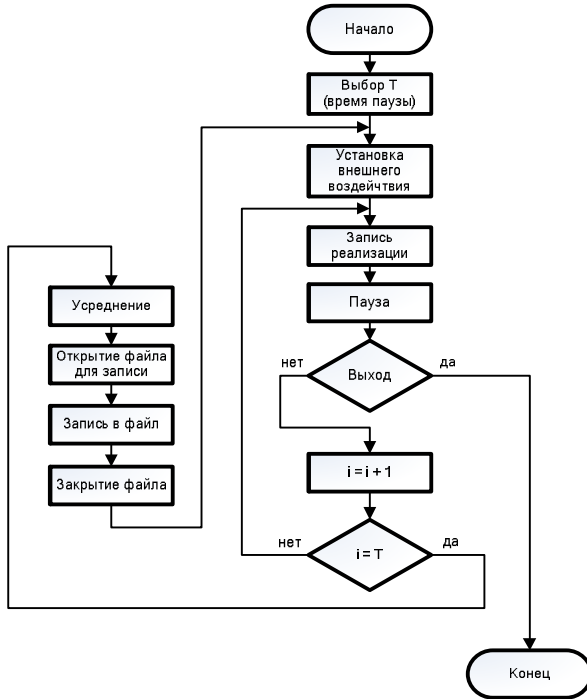 Начало
Выбор Т
(время паузы)
Установка
внешнего
воздейчтвия
Запись
реализации
Пауза
нет
Выход
да
i = i + 1
нет
i = T
да
Усреднение
Открытие файла
для записи
Запись в файл
Закрытие файла
Конец